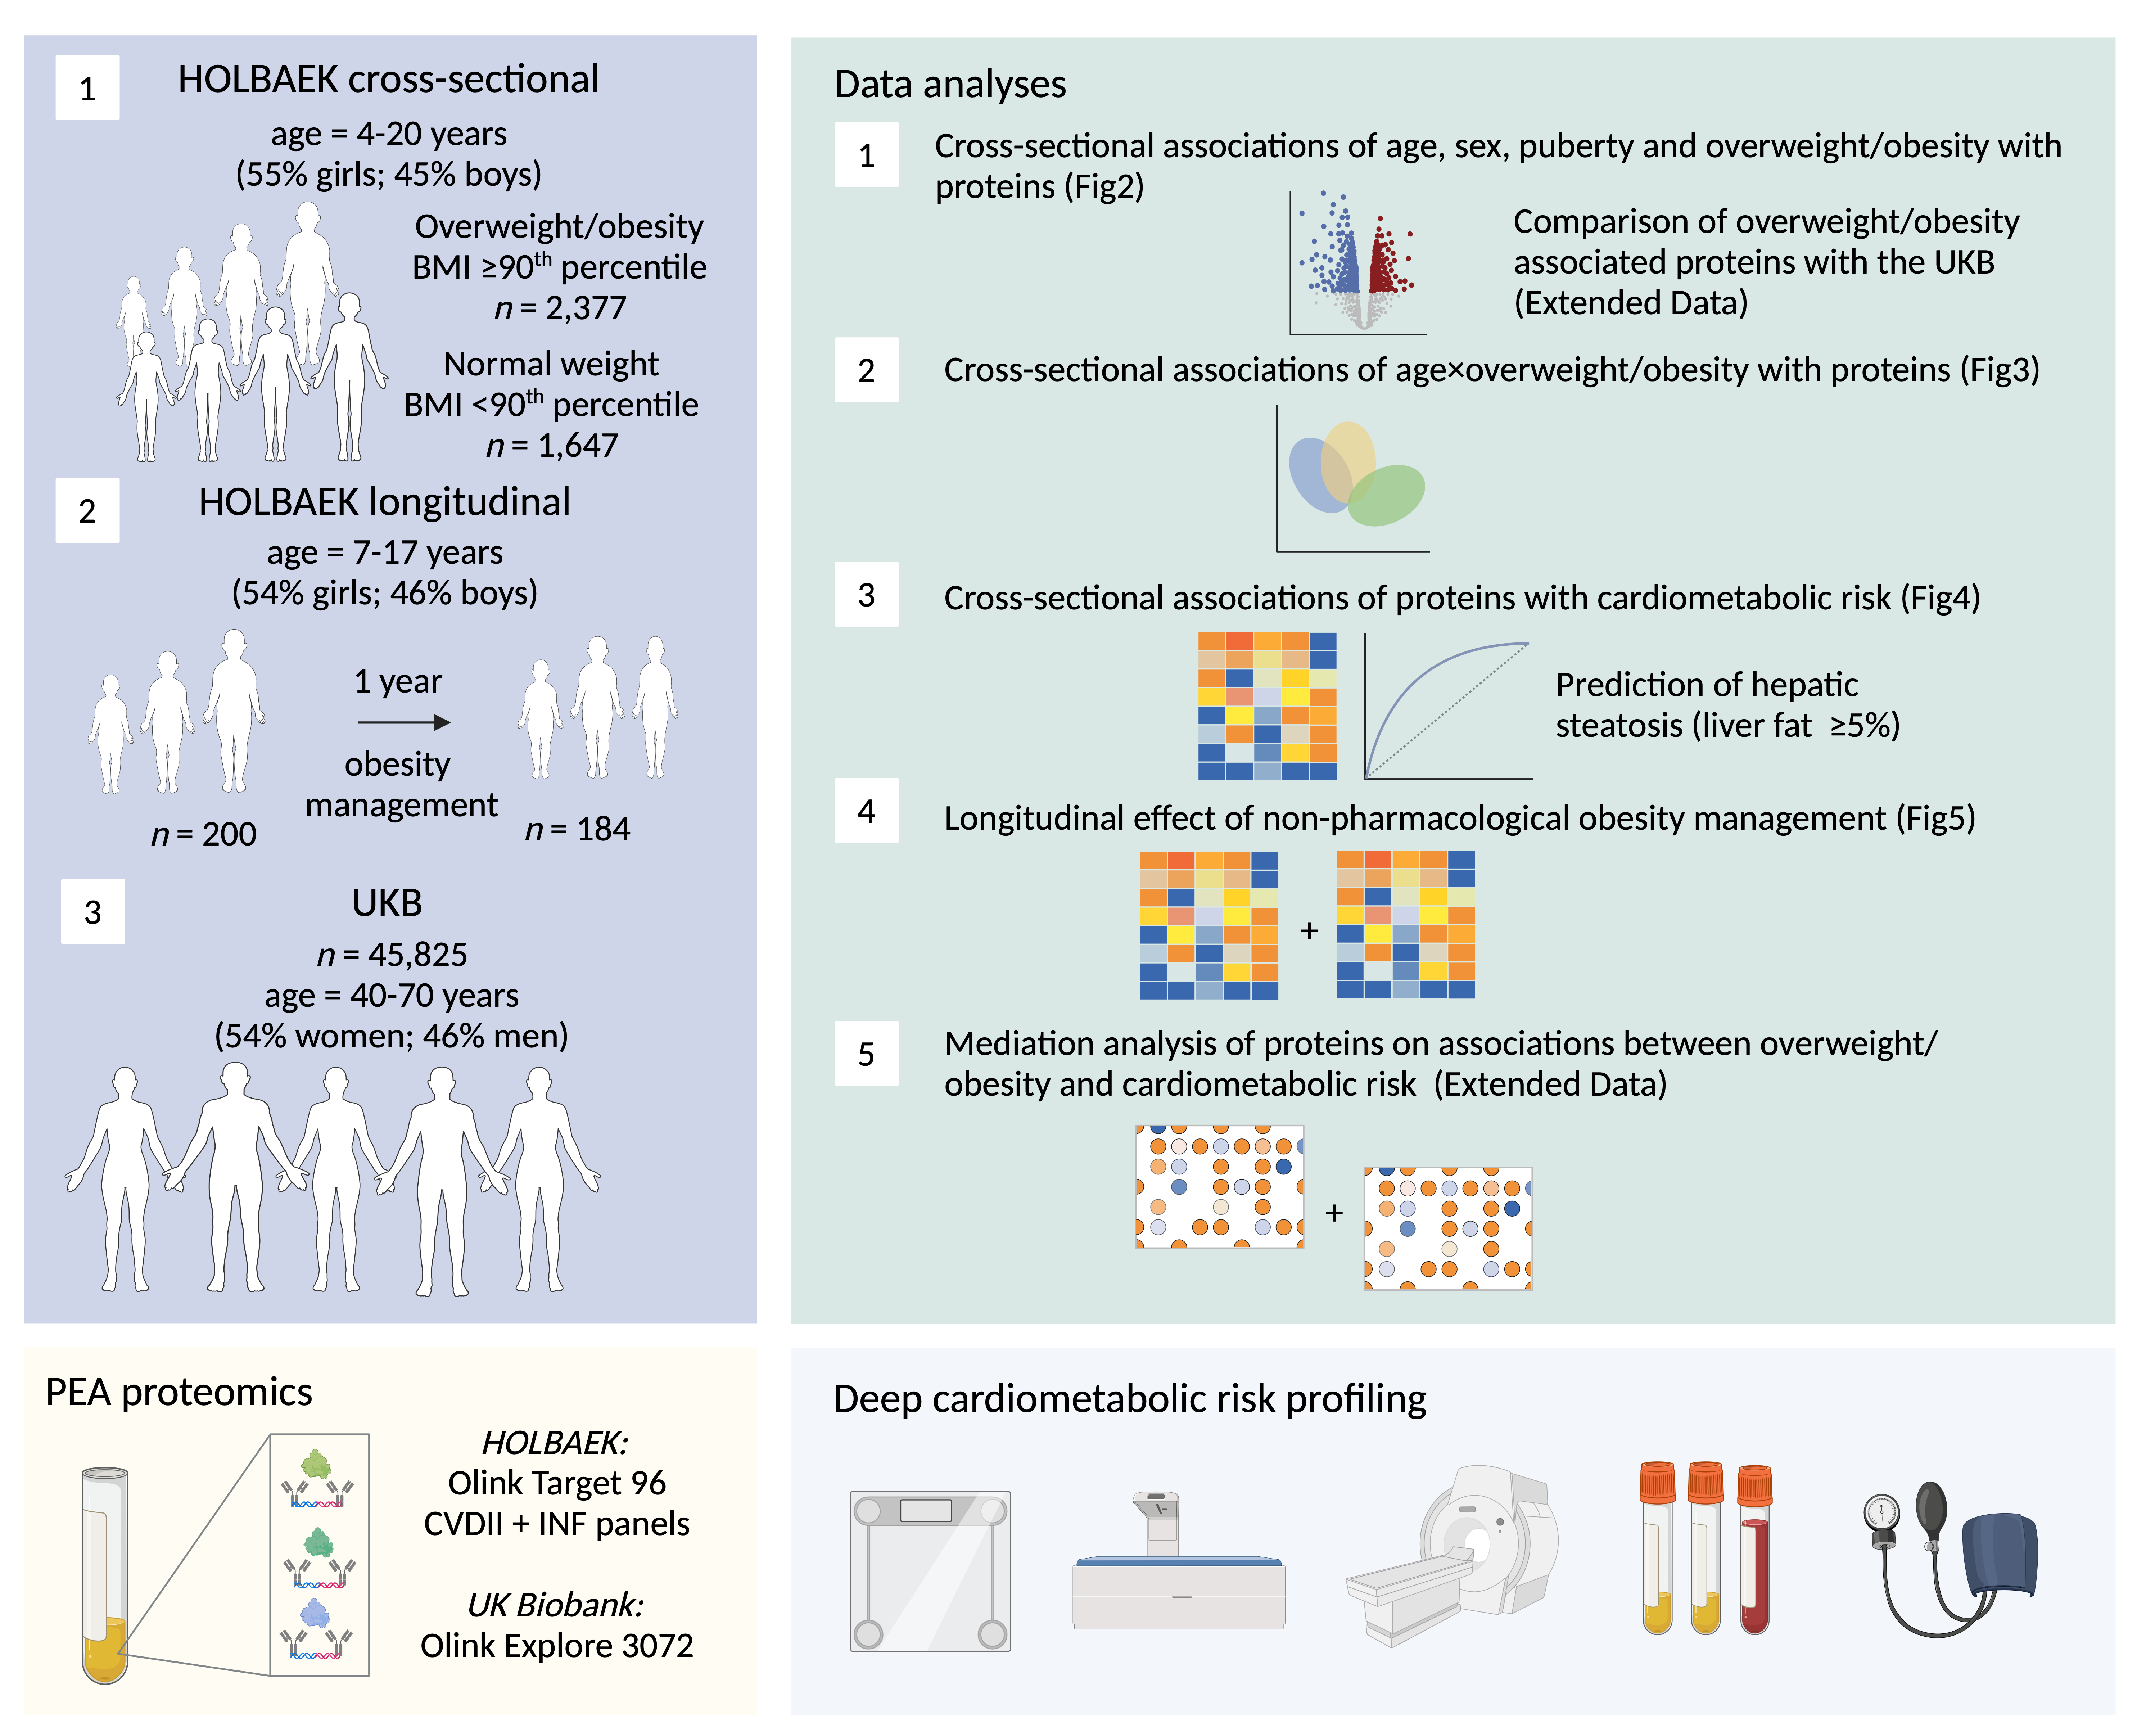 1
HOLBAEK cross-sectional
age = 4-20 years
(55% girls; 45% boys)
Overweight/obesity
BMI ≥90th percentile
n = 2,377
Normal weight
BMI <90th percentile
n = 1,647
2
HOLBAEK longitudinal
age = 7-17 years
(54% girls; 46% boys)
1 year
obesity
management
n = 200
n = 184
3
UKB
n = 45,825
age = 40-70 years
(54% women; 46% men)
Data analyses
1
Cross-sectional associations of age, sex, puberty and overweight/obesity with
proteins (Fig2)
Comparison of overweight/obesity
associated proteins with the UKB
(Extended Data)
2
Cross-sectional associations of age×overweight/obesity with proteins (Fig3)
3
Cross-sectional associations of proteins with cardiometabolic risk (Fig4)
Prediction of hepatic
steatosis (liver fat ≥5%)
4
Longitudinal effect of non-pharmacological obesity management (Fig5)
+
5
Mediation analysis of proteins on associations between overweight/
obesity and cardiometabolic risk (Extended Data)
+
PEA proteomics
HOLBAEK:
Olink Target 96
CVDII + INF panels
UK Biobank:
Olink Explore 3072
Deep cardiometabolic risk profiling